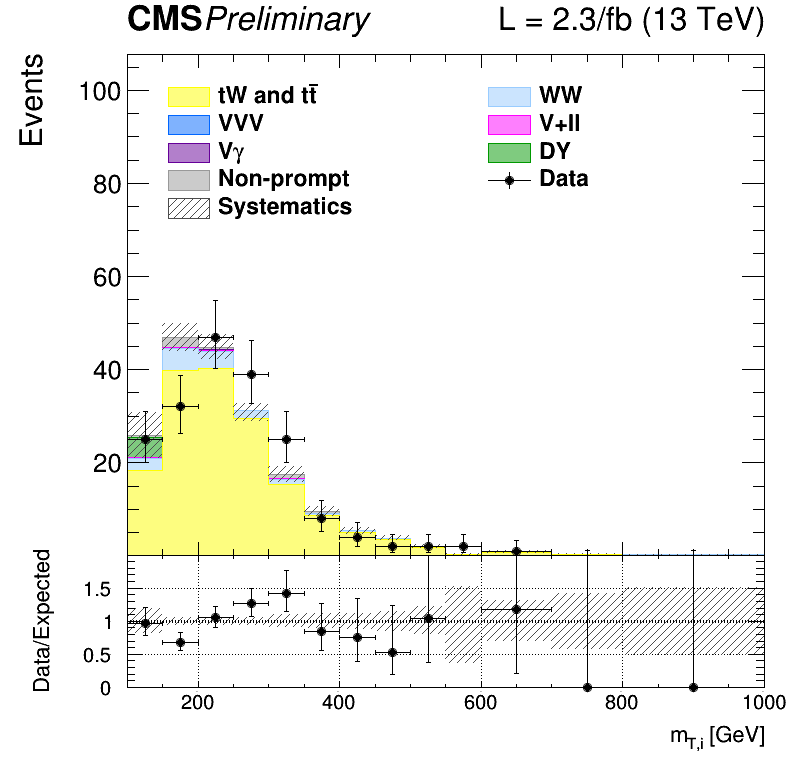 CMS Preliminary L = 2.3/fb (13 TeV)
Events
100
80
60
40
20
tW and tt̄
VVV
Vγ
Non-prompt
Systematics
WW
V+ll
DY
Data
Data/Expected
1.5
1
0.5
0
200 400 600 800 1000
m_T,i [GeV]